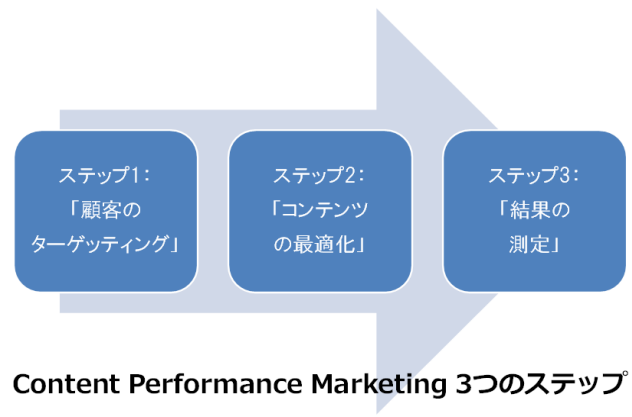 ステップ1：
「顧客の
ターゲッティング」
ステップ2：
「コンテンツ
の最適化」
ステップ3：
「結果の
測定」
Content Performance Marketing 3つのステップ